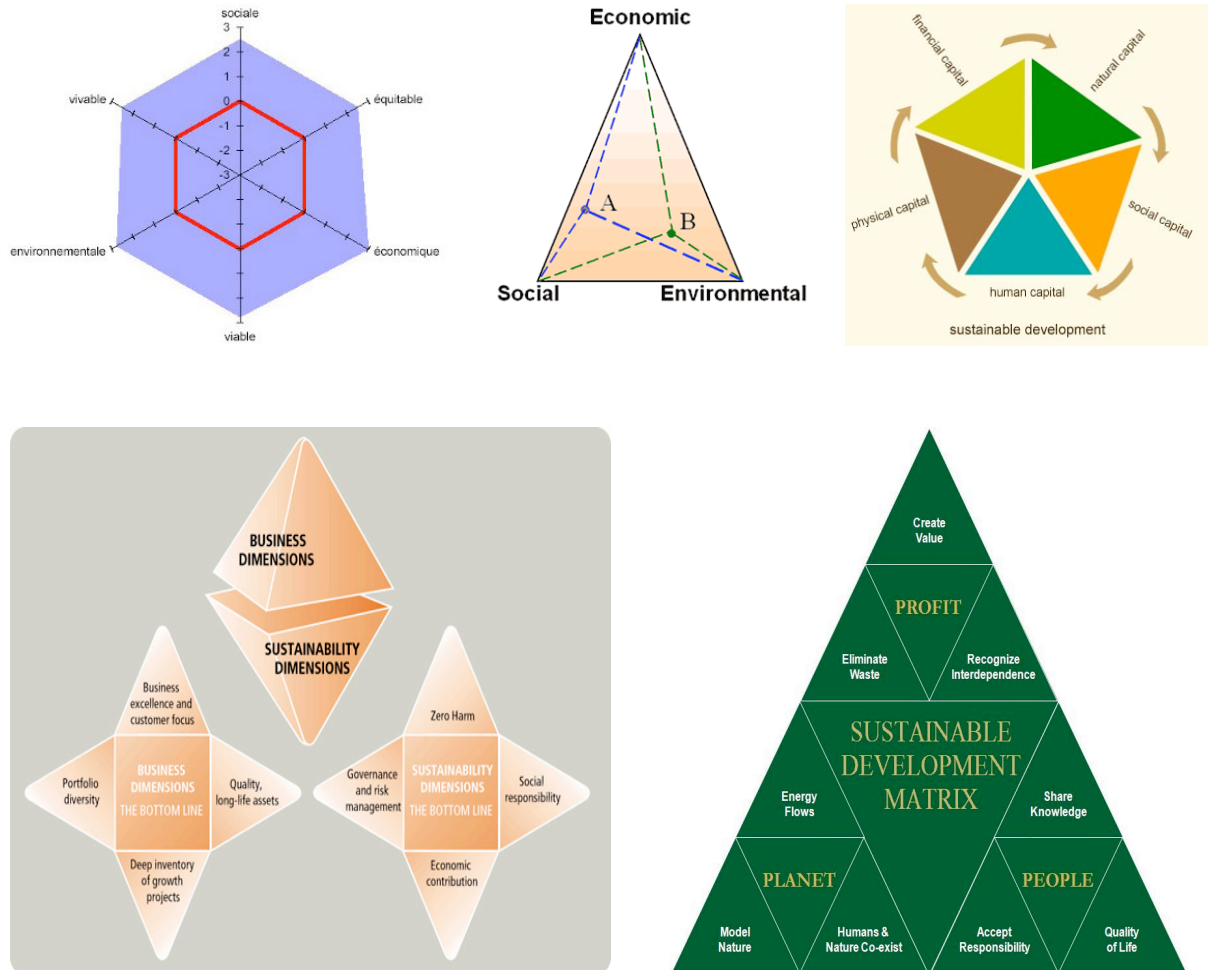 sociale
3
2
1
0
-1
-2
-3
vivable
équitable
environnementale
économique
viable
Economic
A
B
Social
Environmental
financial capital
natural capital
physical capital
social capital
human capital
sustainable development
BUSINESS
DIMENSIONS
SUSTAINABILITY
DIMENSIONS
Business
excellence and
customer focus
Portfolio
diversity
BUSINESS
DIMENSIONS
THE BOTTOM LINE
Quality,
long-life assets
Deep inventory
of growth
projects
Zero Harm
Governance
and risk
management
SUSTAINABILITY
DIMENSIONS
THE BOTTOM LINE
Social
responsibility
Economic
contribution
Create
Value
PROFIT
Eliminate
Waste
Recognize
Interdependence
SUSTAINABLE
DEVELOPMENT
MATRIX
Energy
Flows
Share
Knowledge
PLANET
PEOPLE
Model
Nature
Humans &
Nature Co-exist
Accept
Responsibility
Quality
of Life